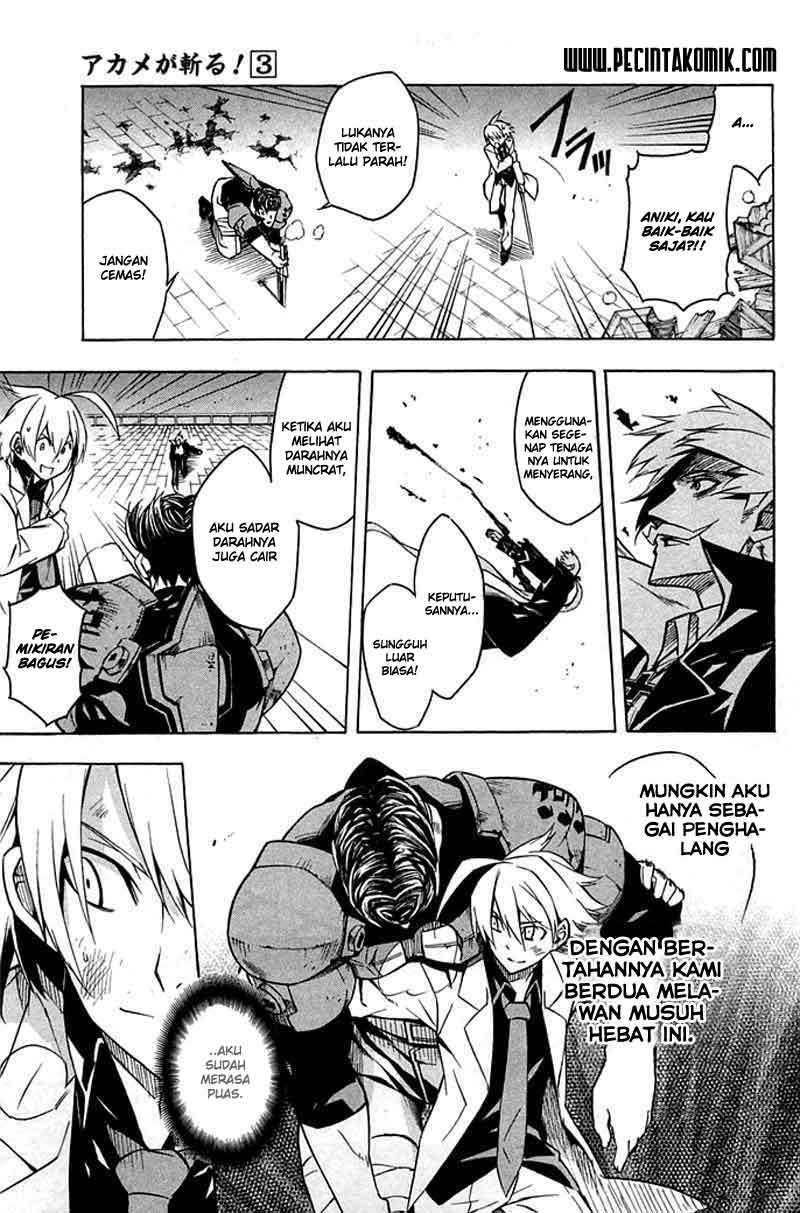 アカメが斬る！ 3
WWW.PECINTAKOMIK.COM
A...
ANIKI, KAU
BAIK-BAIK
SAJA?!!
LUKANYA
TIDAK TER-
LALU PARAH!
JANGAN
CEMAS!
MENGGUNA-
KAN SEGE-
NAP TENAGA
NYA UNTUK
MENYERANG,
KEPUTU-
SANNYA...
SUNGGUH
LUAR
BIASA!
KETIKA AKU
MELIHAT
DARAHNYA
MUNCRAT,
AKU SADAR
DARAHNYA
JUGA CAIR
PE-
MIKIRAN
BAGUS!
MUNGKIN AKU
HANYA SEBA-
GAI PENGHA-
LANG
DENGAN BER-
TAHANNYA KAMI
BERDUA MELA-
WAN MUSUH
HEBAT INI.
..AKU
SUDAH
MERASA
PUAS.